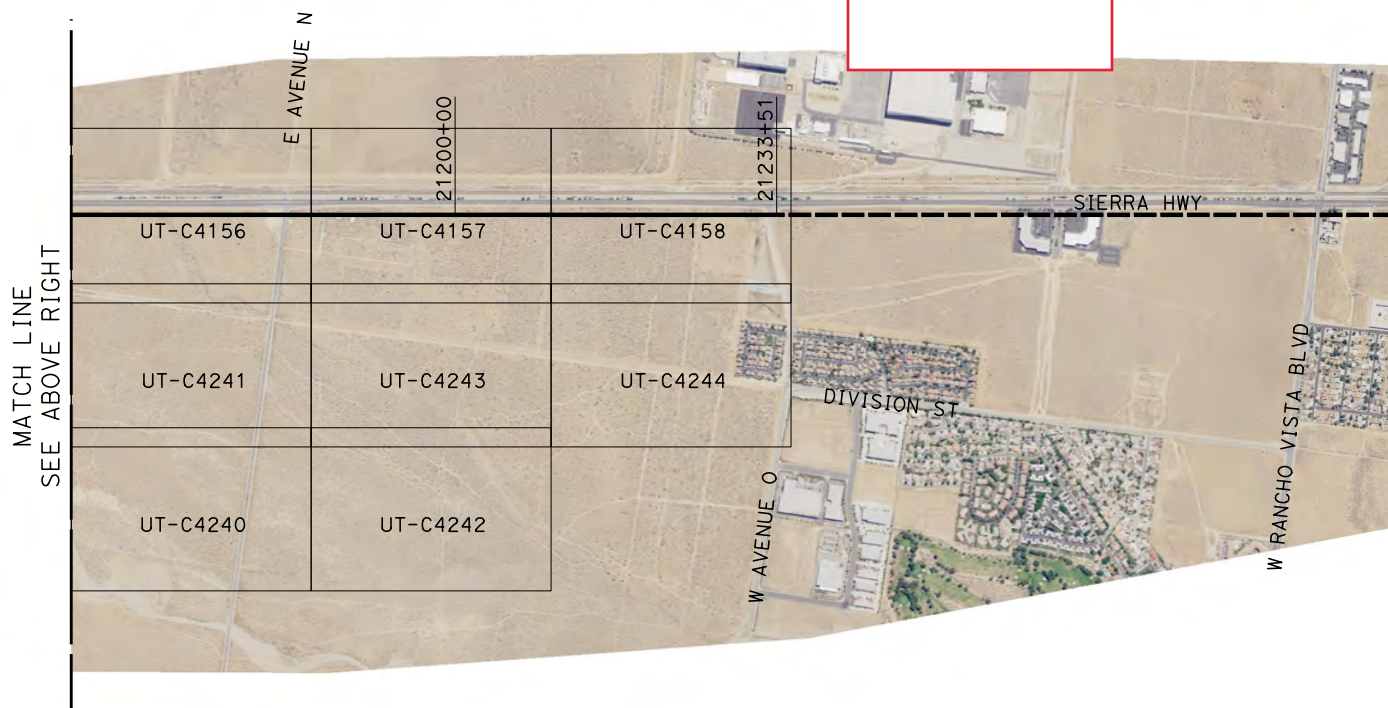 E AVENUE N
21200+00
21233+51
SIERRA HWY
UT-C4156
UT-C4157
UT-C4158
MATCH LINE
SEE ABOVE RIGHT
UT-C4241
UT-C4243
UT-C4244
DIVISION ST
W RANCHO VISTA BLVD
W AVENUE O
UT-C4240
UT-C4242